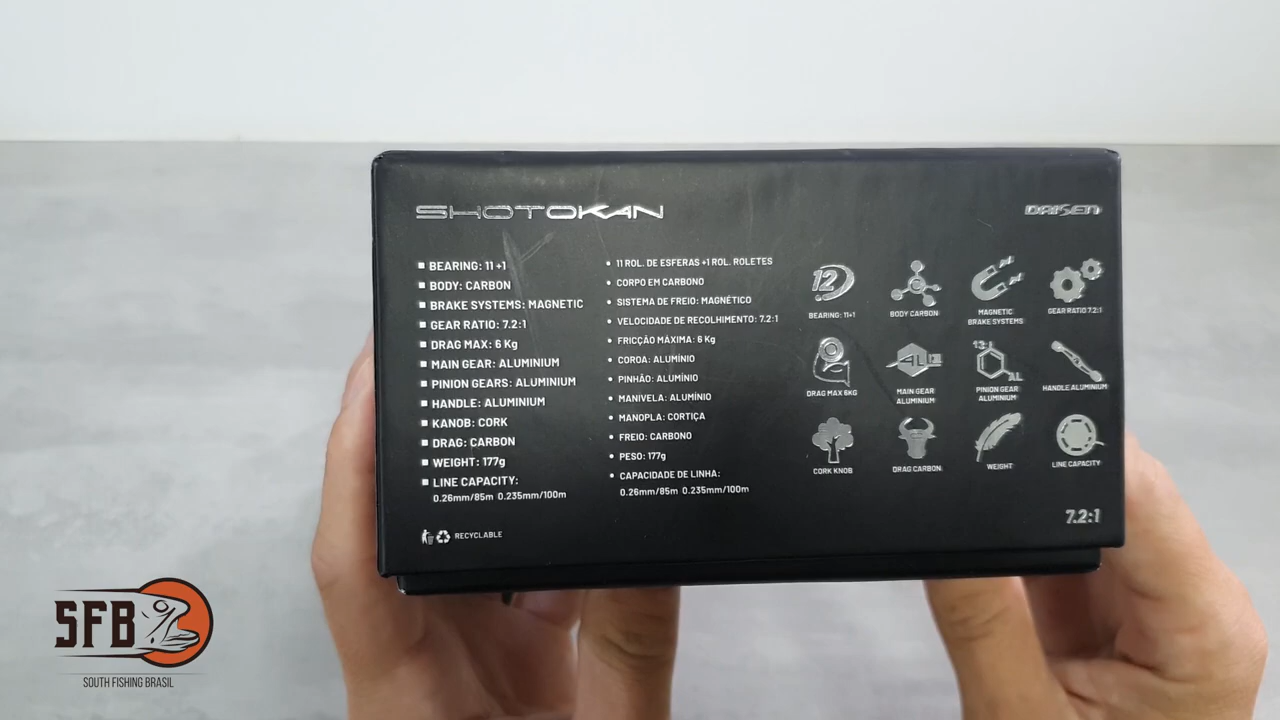 SHOTOKAN
DAISEN
BEARING: 11 +1
BODY: CARBON
BRAKE SYSTEMS: MAGNETIC
GEAR RATIO: 7.2:1
DRAG MAX: 6 Kg
MAIN GEAR: ALUMINIUM
PINION GEARS: ALUMINIUM
HANDLE: ALUMINIUM
KANOB: CORK
DRAG: CARBON
WEIGHT: 177g
LINE CAPACITY:
0.26mm/85m 0.235mm/100m
RECYCLABLE
11 ROL. DE ESFERAS +1 ROL. ROLETES
CORPO EM CARBONO
SISTEMA DE FREIO: MAGNÉTICO
VELOCIDADE DE RECOLHIMENTO: 7.2:1
FRICÇÃO MÁXIMA: 6 Kg
COROA: ALUMÍNIO
PINHÃO: ALUMÍNIO
MANIVELA: ALUMÍNIO
MANOPLA: CORTIÇA
FREIO: CARBONO
PESO: 177g
CAPACIDADE DE LINHA:
0.26mm/85m 0.235mm/100m
12
BEARING: 11+1
BODY CARBON
MAGNETIC
BRAKE SYSTEMS
GEAR RATIO 7.2:1
DRAG MAX 6KG
MAIN GEAR
ALUMINIUM
13
AL
PINION GEAR
ALUMINIUM
HANDLE ALUMINIUM
CORK KNOB
DRAG CARBON
WEIGHT
LINE CAPACITY
7.2:1
SFB
SOUTH FISHING BRASIL